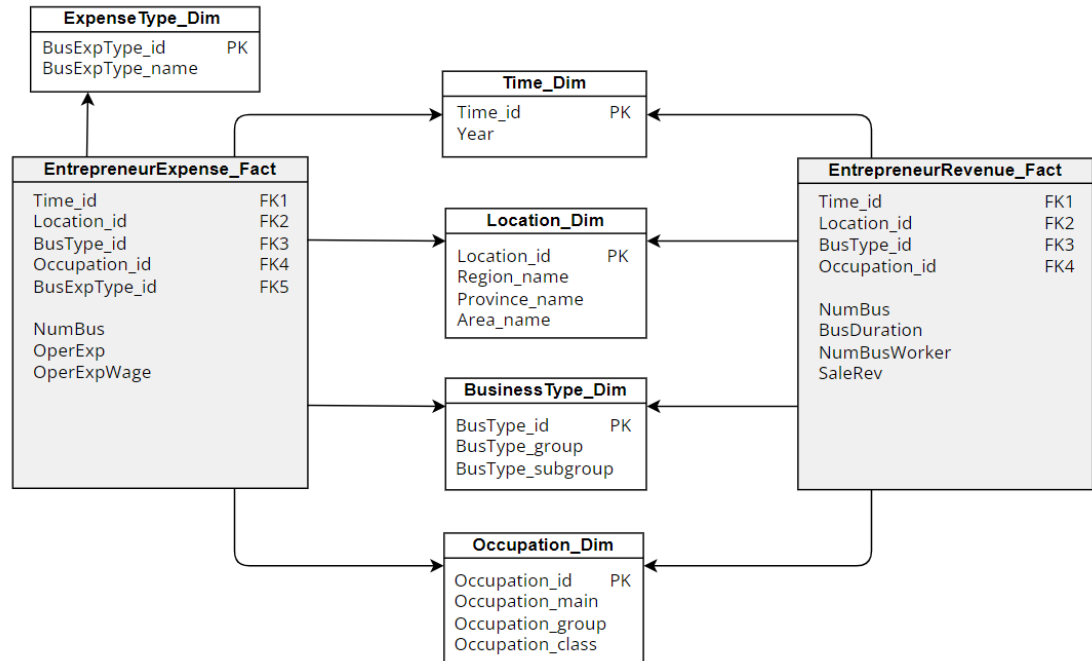 ExpenseType_Dim
BusExpType_id PK
BusExpType_name
Time_Dim
Time_id PK
Year
EntrepreneurExpense_Fact
Time_id FK1
Location_id FK2
BusType_id FK3
Occupation_id FK4
BusExpType_id FK5
NumBus
OperExp
OperExpWage
Location_Dim
Location_id PK
Region_name
Province_name
Area_name
BusinessType_Dim
BusType_id PK
BusType_group
BusType_subgroup
Occupation_Dim
Occupation_id PK
Occupation_main
Occupation_group
Occupation_class
EntrepreneurRevenue_Fact
Time_id FK1
Location_id FK2
BusType_id FK3
Occupation_id FK4
NumBus
BusDuration
NumBusWorker
SaleRev